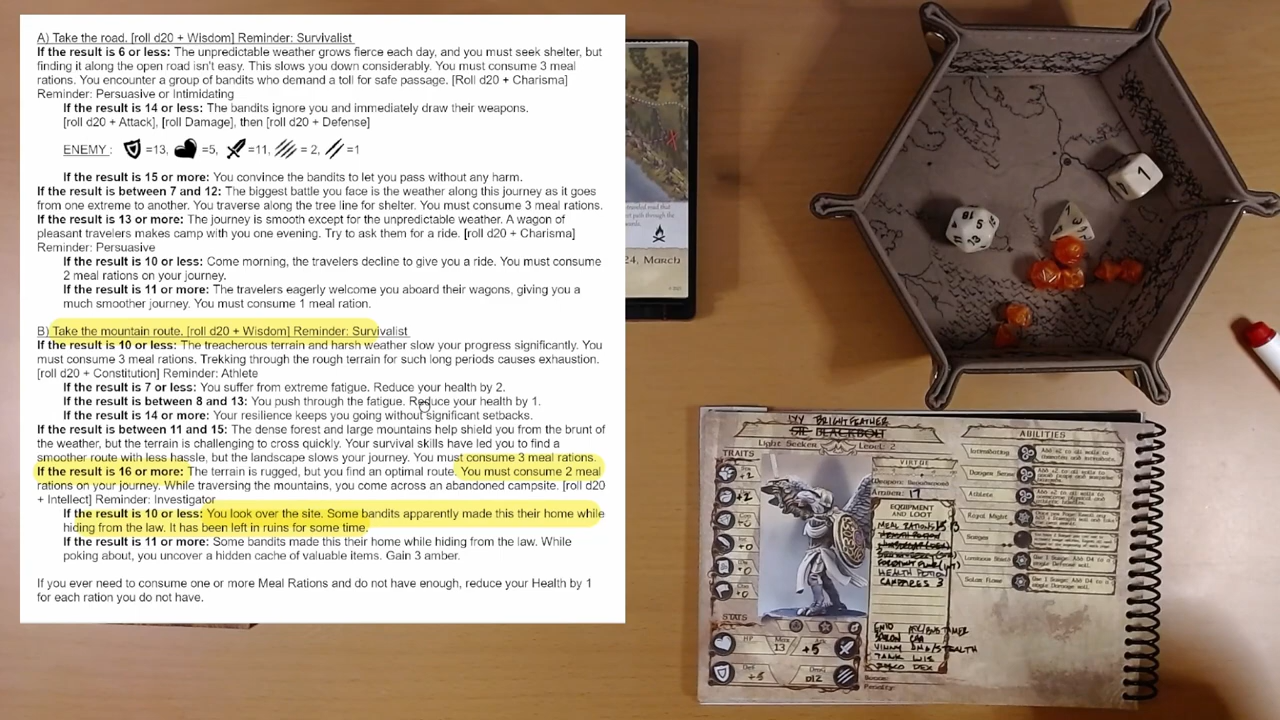 A) Take the road. [roll d20 + Wisdom] Reminder: Survivalist
If the result is 6 or less: The unpredictable weather grows fierce each day, and you must seek shelter, but
finding it along the open road isn't easy. This slows you down considerably. You must consume 3 meal
rations. You encounter a group of bandits who demand a toll for safe passage. [Roll d20 + Charisma]
Reminder: Persuasive or Intimidating
If the result is 14 or less: The bandits ignore you and immediately draw their weapons.
[roll d20 + Attack], [roll Damage], then [roll d20 + Defense]
ENEMY : =13, =5, =11, = 2, =1
If the result is 15 or more: You convince the bandits to let you pass without any harm.
If the result is between 7 and 12: The biggest battle you face is the weather along this journey as it goes
from one extreme to another. You traverse along the tree line for shelter. You must consume 3 meal rations.
If the result is 13 or more: The journey is smooth except for the unpredictable weather. A wagon of
pleasant travelers makes camp with you one evening. Try to ask them for a ride. [roll d20 + Charisma]
Reminder: Persuasive
If the result is 10 or less: Come morning, the travelers decline to give you a ride. You must consume
2 meal rations on your journey.
If the result is 11 or more: The travelers eagerly welcome you aboard their wagons, giving you a
much smoother journey. You must consume 1 meal ration.
B) Take the mountain route. [roll d20 + Wisdom] Reminder: Survivalist
If the result is 10 or less: The treacherous terrain and harsh weather slow your progress significantly. You
must consume 3 meal rations. Trekking through the rough terrain for such long periods causes exhaustion.
[roll d20 + Constitution] Reminder: Athlete
If the result is 7 or less: You suffer from extreme fatigue. Reduce your health by 2.
If the result is between 8 and 13: You push through the fatigue. Reduce your health by 1.
If the result is 14 or more: Your resilience keeps you going without significant setbacks.
If the result is between 11 and 15: The dense forest and large mountains help shield you from the brunt of
the weather, but the terrain is challenging to cross quickly. Your survival skills have led you to find a
smoother route with less hassle, but the landscape slows your journey. You must consume 3 meal rations.
If the result is 16 or more: The terrain is rugged, but you find an optimal route. You must consume 2 meal
rations on your journey. While traversing the mountains, you come across an abandoned campsite. [roll d20
+ Intellect] Reminder: Investigator
If the result is 10 or less: You look over the site. Some bandits apparently made this their home while
hiding from the law. It has been left in ruins for some time.
If the result is 11 or more: Some bandits made this their home while hiding from the law. While
poking about, you uncover a hidden cache of valuable items. Gain 3 amber.
If you ever need to consume one or more Meal Rations and do not have enough, reduce your Health by 1
for each ration you do not have.
24, March
1
18
5
IVY BRIGHTFEATHER
BLACKBOLT
Light Seeker
Level: 2
TRAITS
+2
+2
+0
+0
+0
STATS
HP
Max
13
+5
+5
D12
VIRTUE
Weapon: Broadsword
Amber: 17
EQUIPMENT
AND LOOT
MEAL RATIONS
HEALTH POTION
ABILITIES
Intimidating
Danger Sense
Athlete
Royal Might
Surges
Solar Flare